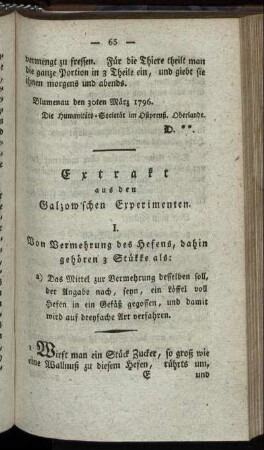 — 65 —
vermengt zu fressen. Für die Thiere theilt man
die ganze Portion in 3 Theile ein, und giebt sie
ihnen morgens und abends.
Blumenau den 30ten März 1796.
Die Humanitäts-Societät im Ostpreuß. Oberlande.
D. **.
Extrakt
aus den
Galzow'schen Experimenten.
I.
Von Vermehrung des Hefens, dahin
gehören 3 Stükke als:
a) Das Mittel zur Vermehrung desselben soll,
der Angabe nach, seyn, ein Löffel voll
Hefen in ein Gefäß gegossen, und damit
wird auf dreyfache Art verfahren.
1. Wirft man ein Stück Zucker, so groß wie
eine Wallnuß zu diesem Hefen, rührts um,
E und